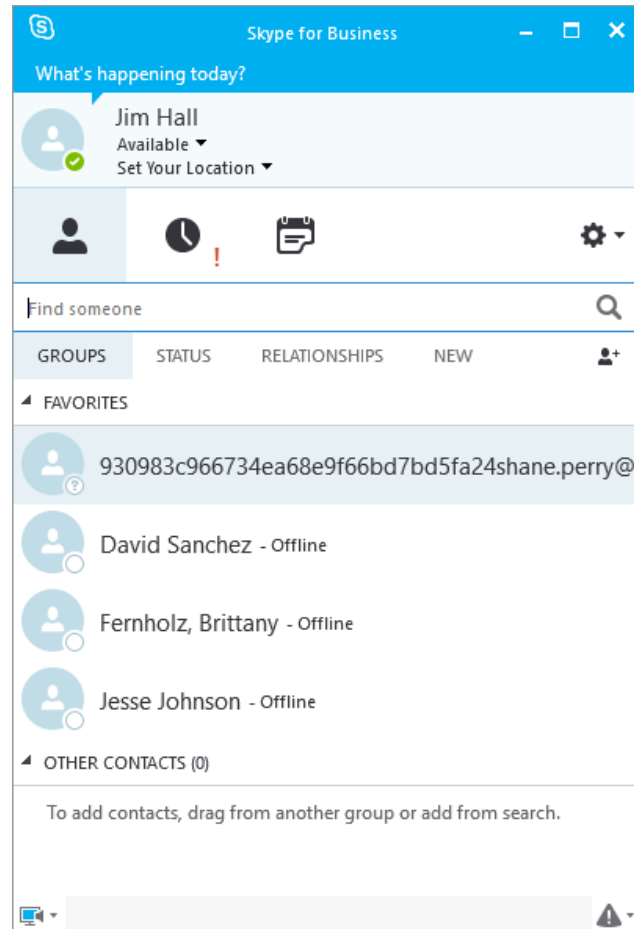 Skype for Business
What's happening today?
Jim Hall
Available
Set Your Location
!
Find someone
GROUPS STATUS RELATIONSHIPS NEW
FAVORITES
930983c966734ea68e9f66bd7bd5fa24shane.perry@
David Sanchez - Offline
Fernholz, Brittany - Offline
Jesse Johnson - Offline
OTHER CONTACTS (0)
To add contacts, drag from another group or add from search.